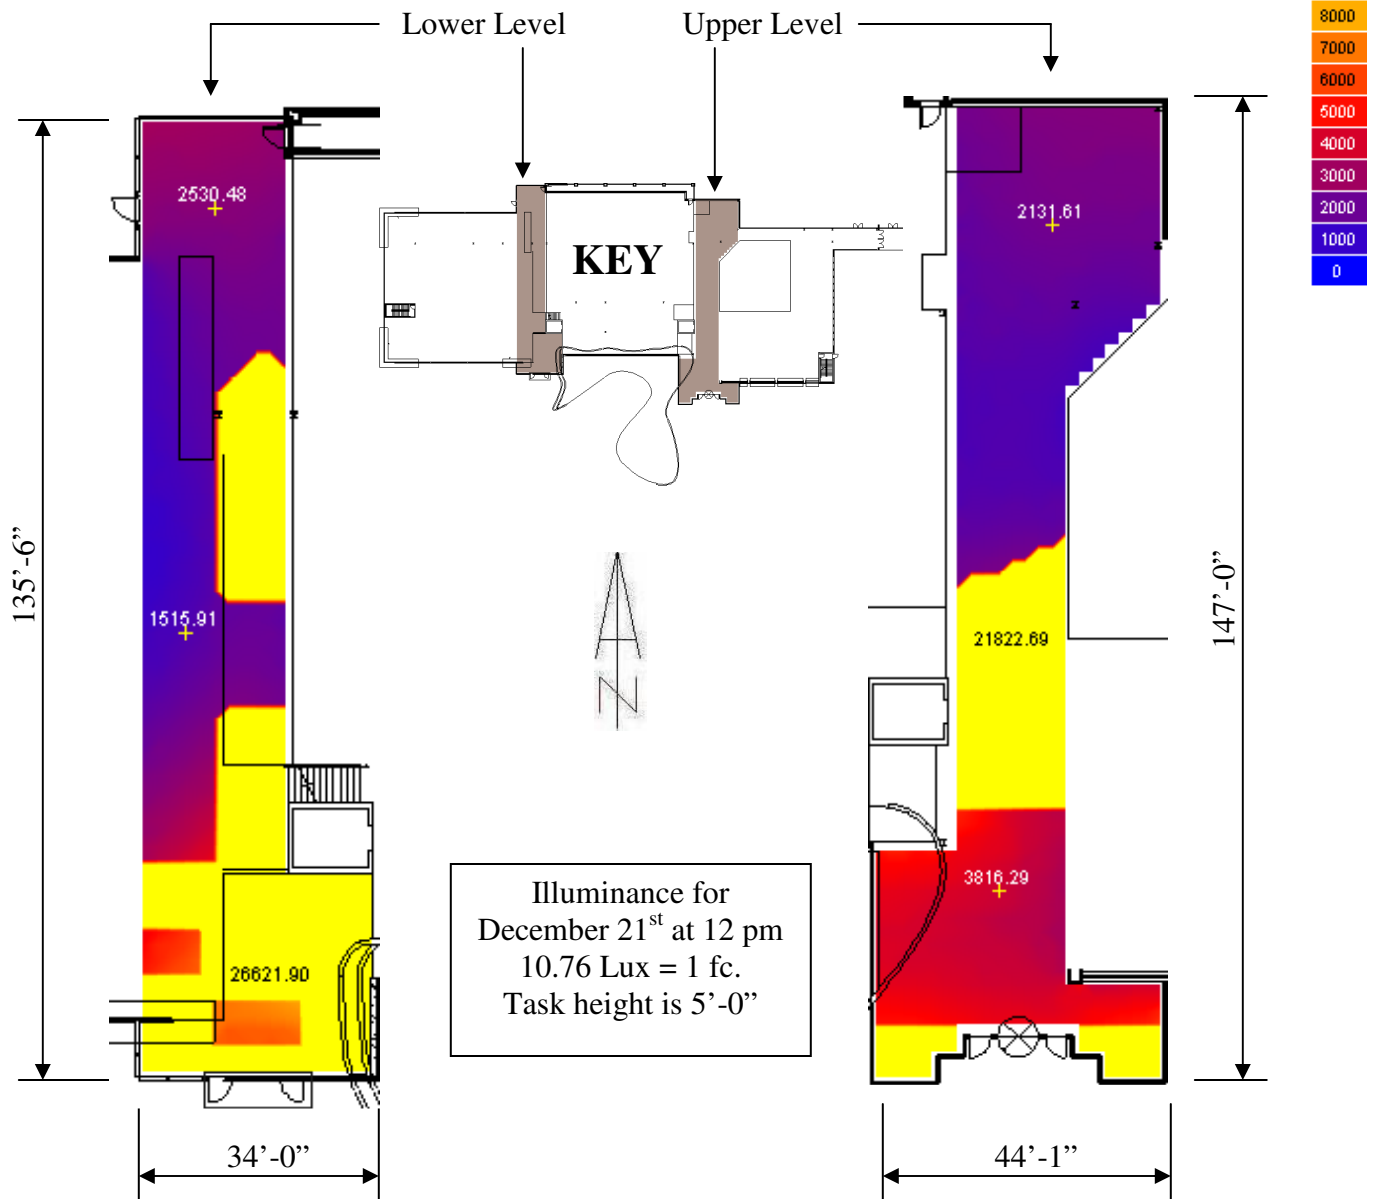 Lower Level
Upper Level
8000
7000
6000
5000
4000
3000
2000
1000
0
2530.48
2131.61
KEY
135’-6”
1515.91
N
21822.69
147’-0”
3816.29
26621.90
Illuminance for
December 21st at 12 pm
10.76 Lux = 1 fc.
Task height is 5’-0”
34’-0”
44’-1”